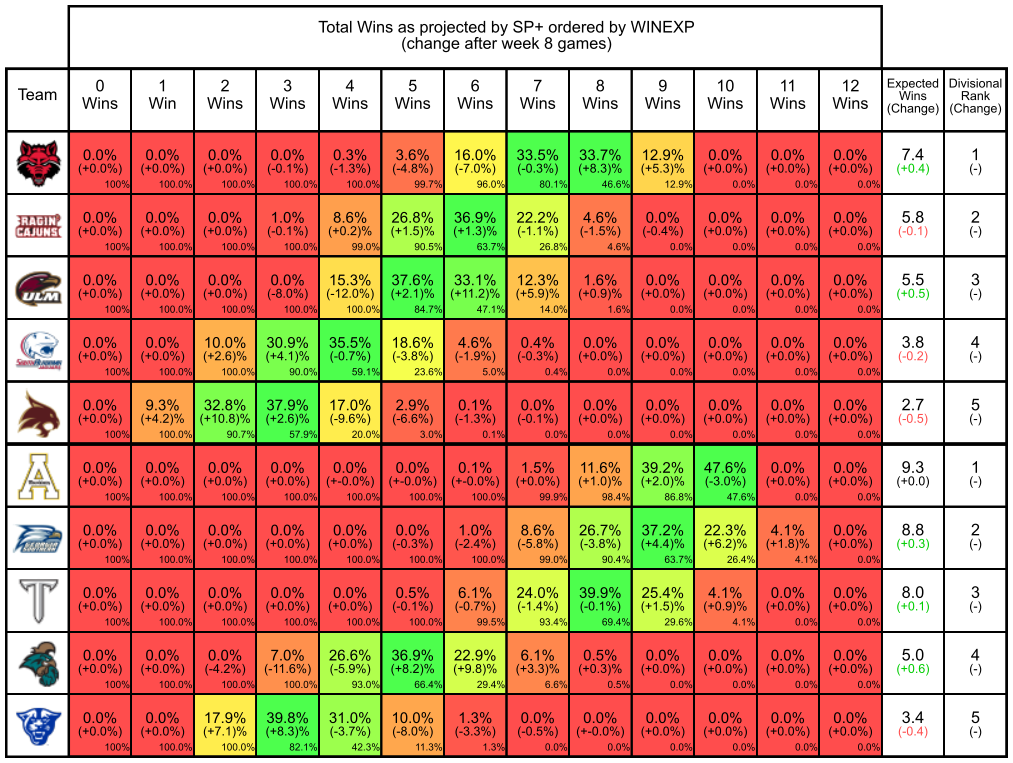 Total Wins as projected by SP+ ordered by WINEXP
(change after week 8 games)
Team 0 Wins 1 Win 2 Wins 3 Wins 4 Wins 5 Wins 6 Wins 7 Wins 8 Wins 9 Wins 10 Wins 11 Wins 12 Wins Expected Wins (Change) Divisional Rank (Change)
0.0% 0.0% 0.0% 0.0% 0.3% 3.6% 16.0% 33.5% 33.7% 12.9% 0.0% 0.0% 0.0% 7.4 1
(+0.0%) (+0.0%) (+0.0%) (-0.1%) (-1.3%) (-4.8%) (-7.0%) (-0.3%) (+8.3)% (+5.3)% (+0.0%) (+0.0%) (+0.0%) (+0.4) (-)
100% 100.0% 100.0% 100.0% 100.0% 99.7% 96.0% 80.1% 46.6% 12.9% 0.0% 0.0% 0.0%
RAGIN' CAJUNS
0.0% 0.0% 0.0% 1.0% 8.6% 26.8% 36.9% 22.2% 4.6% 0.0% 0.0% 0.0% 0.0% 5.8 2
(+0.0%) (+0.0%) (+0.0%) (-0.1%) (+0.2)% (+1.5)% (+1.3)% (-1.1%) (-1.5%) (-0.4%) (+0.0%) (+0.0%) (+0.0%) (-0.1) (-)
100% 100.0% 100.0% 100.0% 99.0% 90.5% 63.7% 26.8% 4.6% 0.0% 0.0% 0.0% 0.0%
ULM
0.0% 0.0% 0.0% 0.0% 15.3% 37.6% 33.1% 12.3% 1.6% 0.0% 0.0% 0.0% 0.0% 5.5 3
(+0.0%) (+0.0%) (+0.0%) (-8.0%) (-12.0%) (+2.1)% (+11.2)% (+5.9)% (+0.9)% (+0.0%) (+0.0%) (+0.0%) (+0.0%) (+0.5) (-)
100% 100.0% 100.0% 100.0% 100.0% 84.7% 47.1% 14.0% 1.6% 0.0% 0.0% 0.0% 0.0%
0.0% 0.0% 10.0% 30.9% 35.5% 18.6% 4.6% 0.4% 0.0% 0.0% 0.0% 0.0% 0.0% 3.8 4
(+0.0%) (+0.0%) (+2.6)% (+4.1)% (-0.7%) (-3.8%) (-1.9%) (-0.3%) (+0.0%) (+0.0%) (+0.0%) (+0.0%) (+0.0%) (-0.2) (-)
100% 100.0% 100.0% 90.0% 59.1% 23.6% 5.0% 0.4% 0.0% 0.0% 0.0% 0.0% 0.0%
0.0% 9.3% 32.8% 37.9% 17.0% 2.9% 0.1% 0.0% 0.0% 0.0% 0.0% 0.0% 0.0% 2.7 5
(+0.0%) (+4.2)% (+10.8)% (+2.6)% (-9.6%) (-6.6%) (-1.3%) (-0.1%) (+0.0%) (+0.0%) (+0.0%) (+0.0%) (+0.0%) (-0.5) (-)
100% 100.0% 90.7% 57.9% 20.0% 3.0% 0.1% 0.0% 0.0% 0.0% 0.0% 0.0% 0.0%
0.0% 0.0% 0.0% 0.0% 0.0% 0.0% 0.1% 1.5% 11.6% 39.2% 47.6% 0.0% 0.0% 9.3 1
(+0.0%) (+0.0%) (+0.0%) (+0.0%) (+-0.0%) (+-0.0%) (+-0.0%) (+0.0%) (+1.0)% (+2.0)% (-3.0%) (+0.0%) (+0.0%) (+0.0) (-)
100% 100.0% 100.0% 100.0% 100.0% 100.0% 100.0% 99.9% 98.4% 86.8% 47.6% 0.0% 0.0%
0.0% 0.0% 0.0% 0.0% 0.0% 0.0% 1.0% 8.6% 26.7% 37.2% 22.3% 4.1% 0.0% 8.8 2
(+0.0%) (+0.0%) (+0.0%) (+0.0%) (+0.0%) (-0.3%) (-2.4%) (-5.8%) (-3.8%) (+4.4)% (+6.2)% (+1.8)% (+0.0%) (+0.3) (-)
100% 100.0% 100.0% 100.0% 100.0% 100.0% 100.0% 99.0% 90.4% 63.7% 26.4% 4.1% 0.0%
0.0% 0.0% 0.0% 0.0% 0.0% 0.5% 6.1% 24.0% 39.9% 25.4% 4.1% 0.0% 0.0% 8.0 3
(+0.0%) (+0.0%) (+0.0%) (+0.0%) (+0.0%) (-0.1%) (-0.7%) (-1.4%) (-0.1%) (+1.5)% (+0.9)% (+0.0%) (+0.0%) (+0.1) (-)
100% 100.0% 100.0% 100.0% 100.0% 100.0% 99.5% 93.4% 69.4% 29.6% 4.1% 0.0% 0.0%
0.0% 0.0% 0.0% 7.0% 26.6% 36.9% 22.9% 6.1% 0.5% 0.0% 0.0% 0.0% 0.0% 5.0 4
(+0.0%) (+0.0%) (-4.2%) (-11.6%) (-5.9%) (+8.2)% (+9.8)% (+3.3)% (+0.3)% (+0.0%) (+0.0%) (+0.0%) (+0.0%) (+0.6) (-)
100% 100.0% 100.0% 100.0% 93.0% 66.4% 29.4% 6.6% 0.5% 0.0% 0.0% 0.0% 0.0%
0.0% 0.0% 17.9% 39.8% 31.0% 10.0% 1.3% 0.0% 0.0% 0.0% 0.0% 0.0% 0.0% 3.4 5
(+0.0%) (+0.0%) (+7.1)% (+8.3)% (-3.7%) (-8.0%) (-3.3%) (-0.5%) (+-0.0%) (+0.0%) (+0.0%) (+0.0%) (+0.0%) (-0.4) (-)
100% 100.0% 100.0% 82.1% 42.3% 11.3% 1.3% 0.0% 0.0% 0.0% 0.0% 0.0% 0.0%